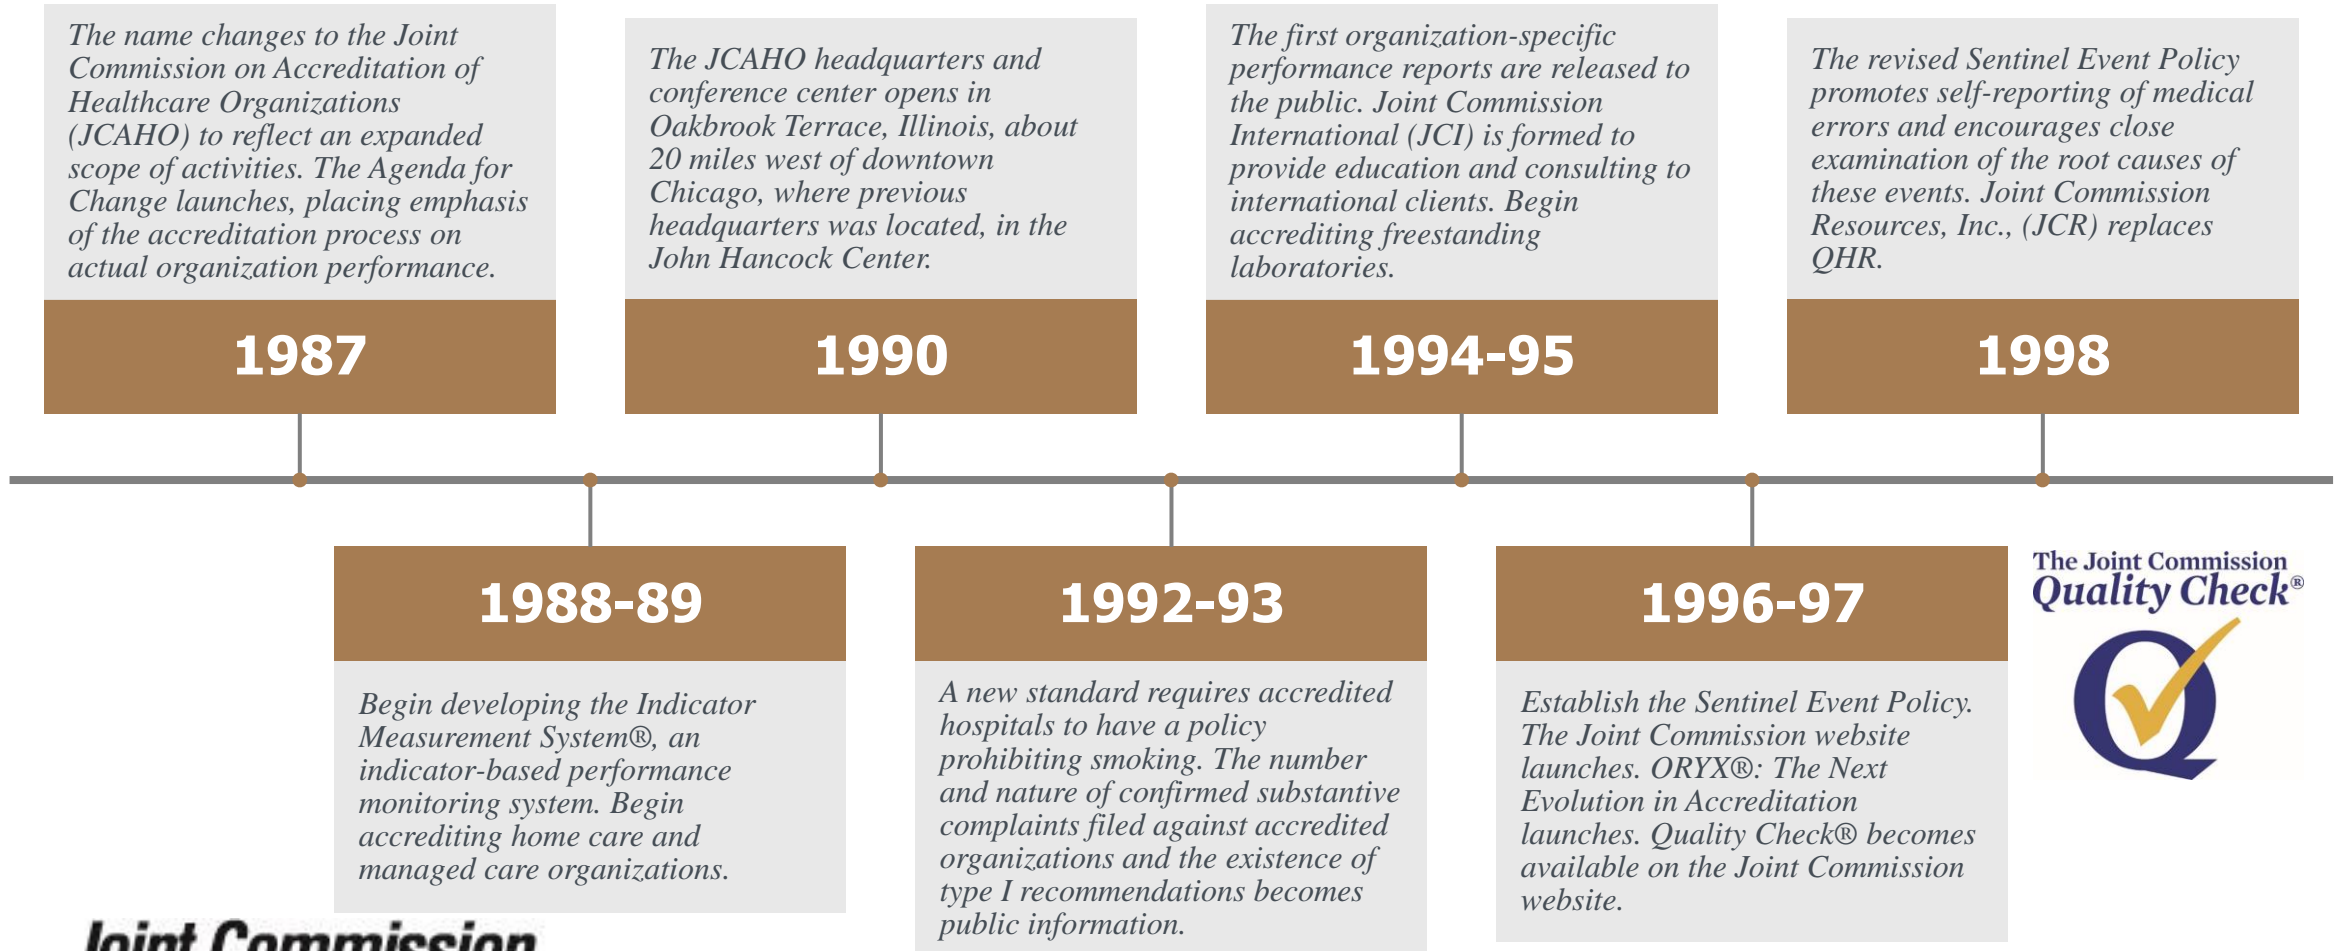 The name changes to the Joint
Commission on Accreditation of
Healthcare Organizations
(JCAHO) to reflect an expanded
scope of activities. The Agenda for
Change launches, placing emphasis
of the accreditation process on
actual organization performance.
1987
The JCAHO headquarters and
conference center opens in
Oakbrook Terrace, Illinois, about
20 miles west of downtown
Chicago, where previous
headquarters was located, in the
John Hancock Center.
1990
The first organization-specific
performance reports are released to
the public. Joint Commission
International (JCI) is formed to
provide education and consulting to
international clients. Begin
accrediting freestanding
laboratories.
1994-95
The revised Sentinel Event Policy
promotes self-reporting of medical
errors and encourages close
examination of the root causes of
these events. Joint Commission
Resources, Inc., (JCR) replaces
QHR.
1998
1988-89
Begin developing the Indicator
Measurement System®, an
indicator-based performance
monitoring system. Begin
accrediting home care and
managed care organizations.
1992-93
A new standard requires accredited
hospitals to have a policy
prohibiting smoking. The number
and nature of confirmed substantive
complaints filed against accredited
organizations and the existence of
type I recommendations becomes
public information.
1996-97
Establish the Sentinel Event Policy.
The Joint Commission website
launches. ORYX®: The Next
Evolution in Accreditation
launches. Quality Check® becomes
available on the Joint Commission
website.
The Joint Commission
Quality Check®
Joint Commission